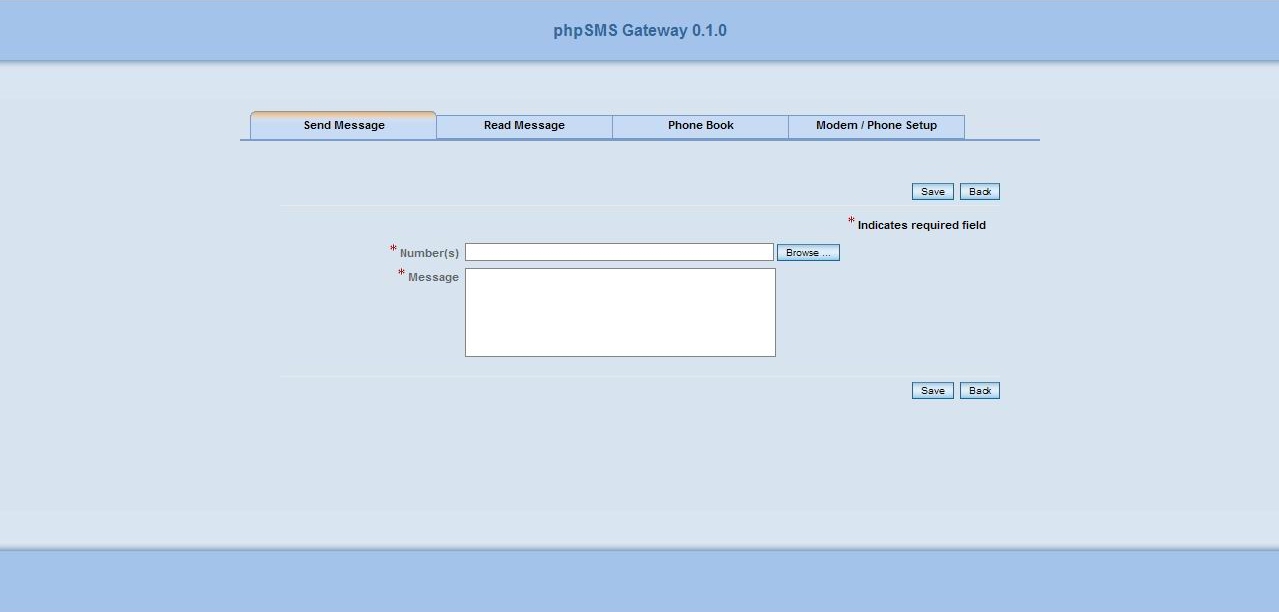 phpSMS Gateway 0.1.0
Send Message Read Message Phone Book Modem / Phone Setup
Save Back
* Indicates required field
* Number(s) Browse ...
* Message
Save Back